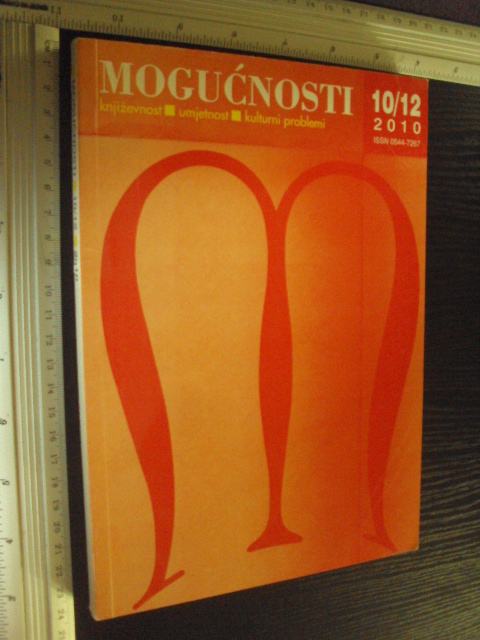 MOGUĆNOSTI
književnost ■ umjetnost ■ kulturni problemi
10/12
2010
ISSN 0544-7267